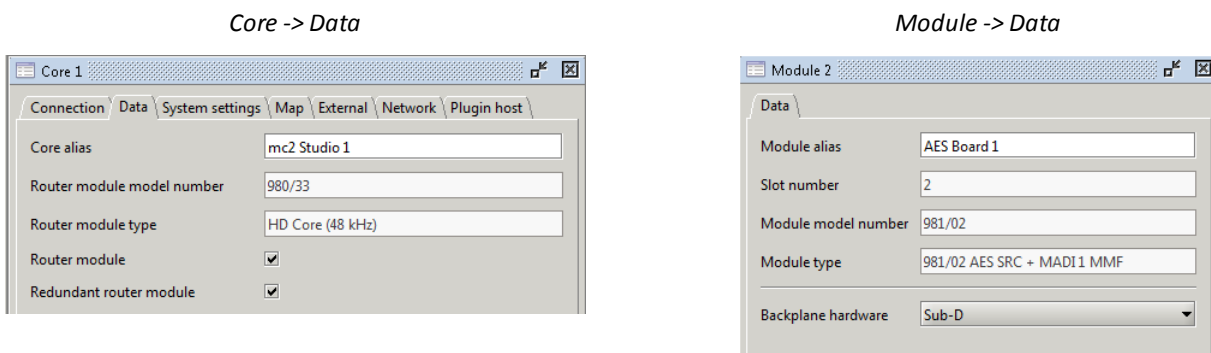 Core -> Data
Core 1
Connection Data System settings Map External Network Plugin host
Core alias mc2 Studio 1
Router module model number 980/33
Router module type HD Core (48 kHz)
Router module
Redundant router module
Module -> Data
Module 2
Data
Module alias AES Board 1
Slot number 2
Module model number 981/02
Module type 981/02 AES SRC + MADI1 MMF
Backplane hardware Sub-D